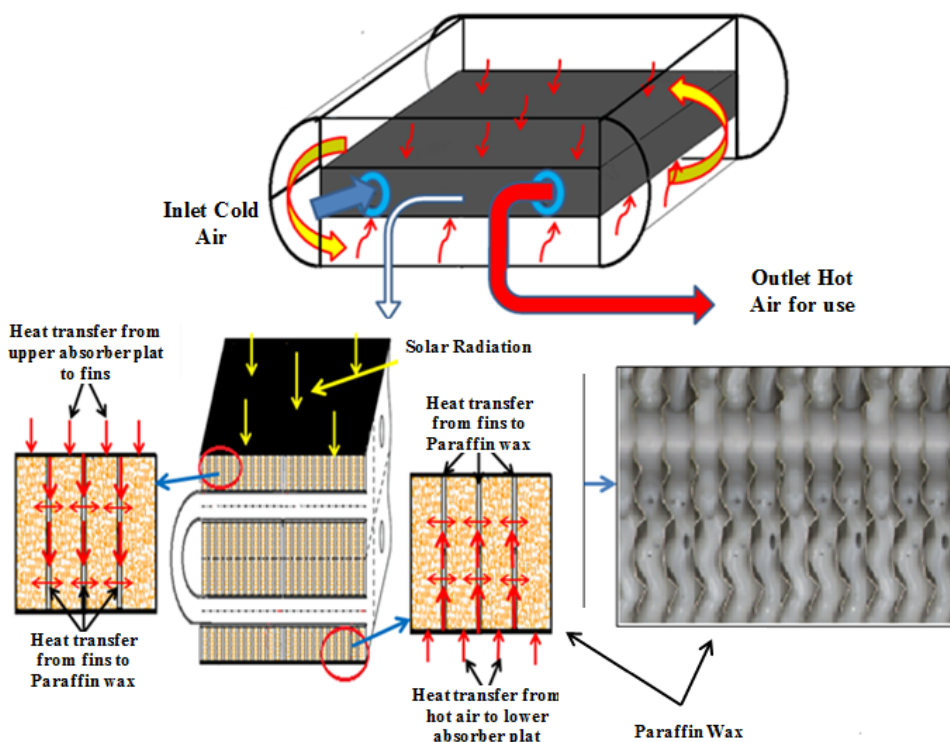 Inlet Cold
Air
Outlet Hot
Air for use
Heat transfer from
upper absorber plat
to fins
Solar Radiation
Heat transfer
from fins to
Paraffin wax
Heat transfer
from fins to
Paraffin wax
Heat transfer from
hot air to lower
absorber plat
Paraffin Wax